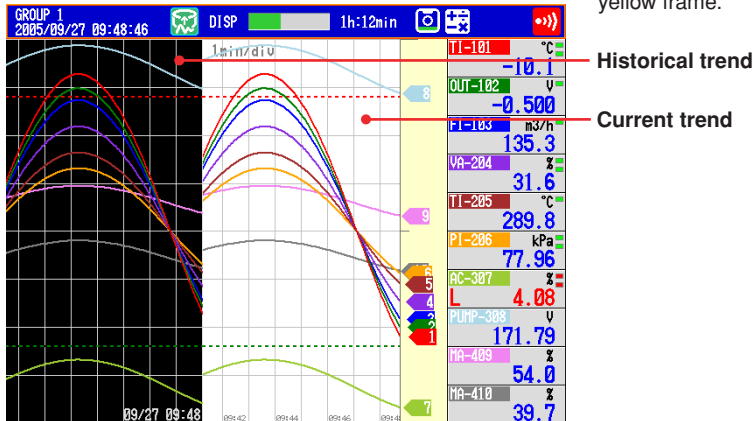 yellow frame.
GROUP 1
2005/09/27 09:48:46
DISP
1h:12min
1min/div
Historical trend
Current trend
TI-101 °C
-10.1
OUT-102 V
-0.500
FI-103 m3/h
135.3
VA-204 %
31.6
TI-205 °C
289.8
PI-206 kPa
77.96
AC-307 %
L 4.08
PUMP-308 V
171.79
MA-409 %
54.0
MA-410 %
39.7
8
9
6
5
4
3
2
1
7
09/27 09:48
09:42
09:44
09:46